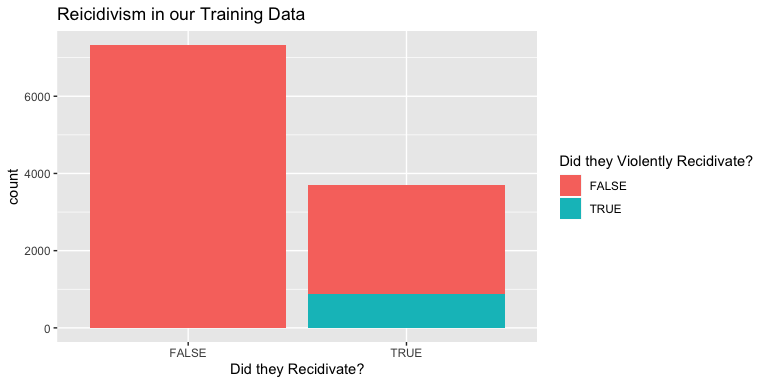 Reicidivism in our Training Data
count
6000
4000
2000
0
FALSE
TRUE
Did they Recidivate?
Did they Violently Recidivate?
FALSE
TRUE